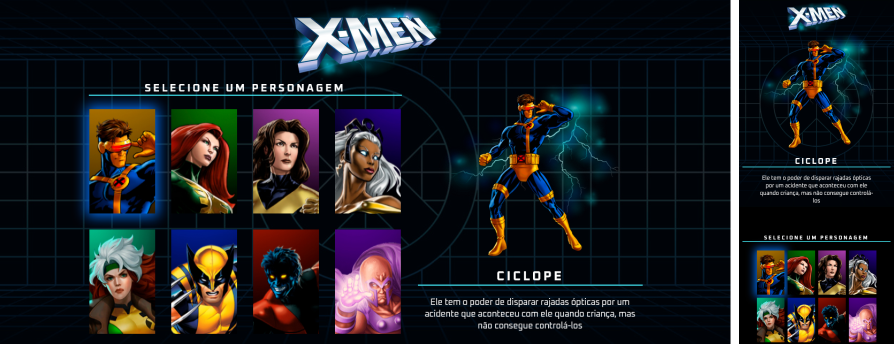 X-MEN
SELECIONE UM PERSONAGEM
CICLOPE
Ele tem o poder de disparar rajadas ópticas por um
acidente que aconteceu com ele quando criança, mas
não consegue controlá-los
X-MEN
CICLOPE
Ele tem o poder de disparar rajadas ópticas
por um acidente que aconteceu com ele
quando criança, mas não consegue controlá-
los
SELECIONE UM PERSONAGEM